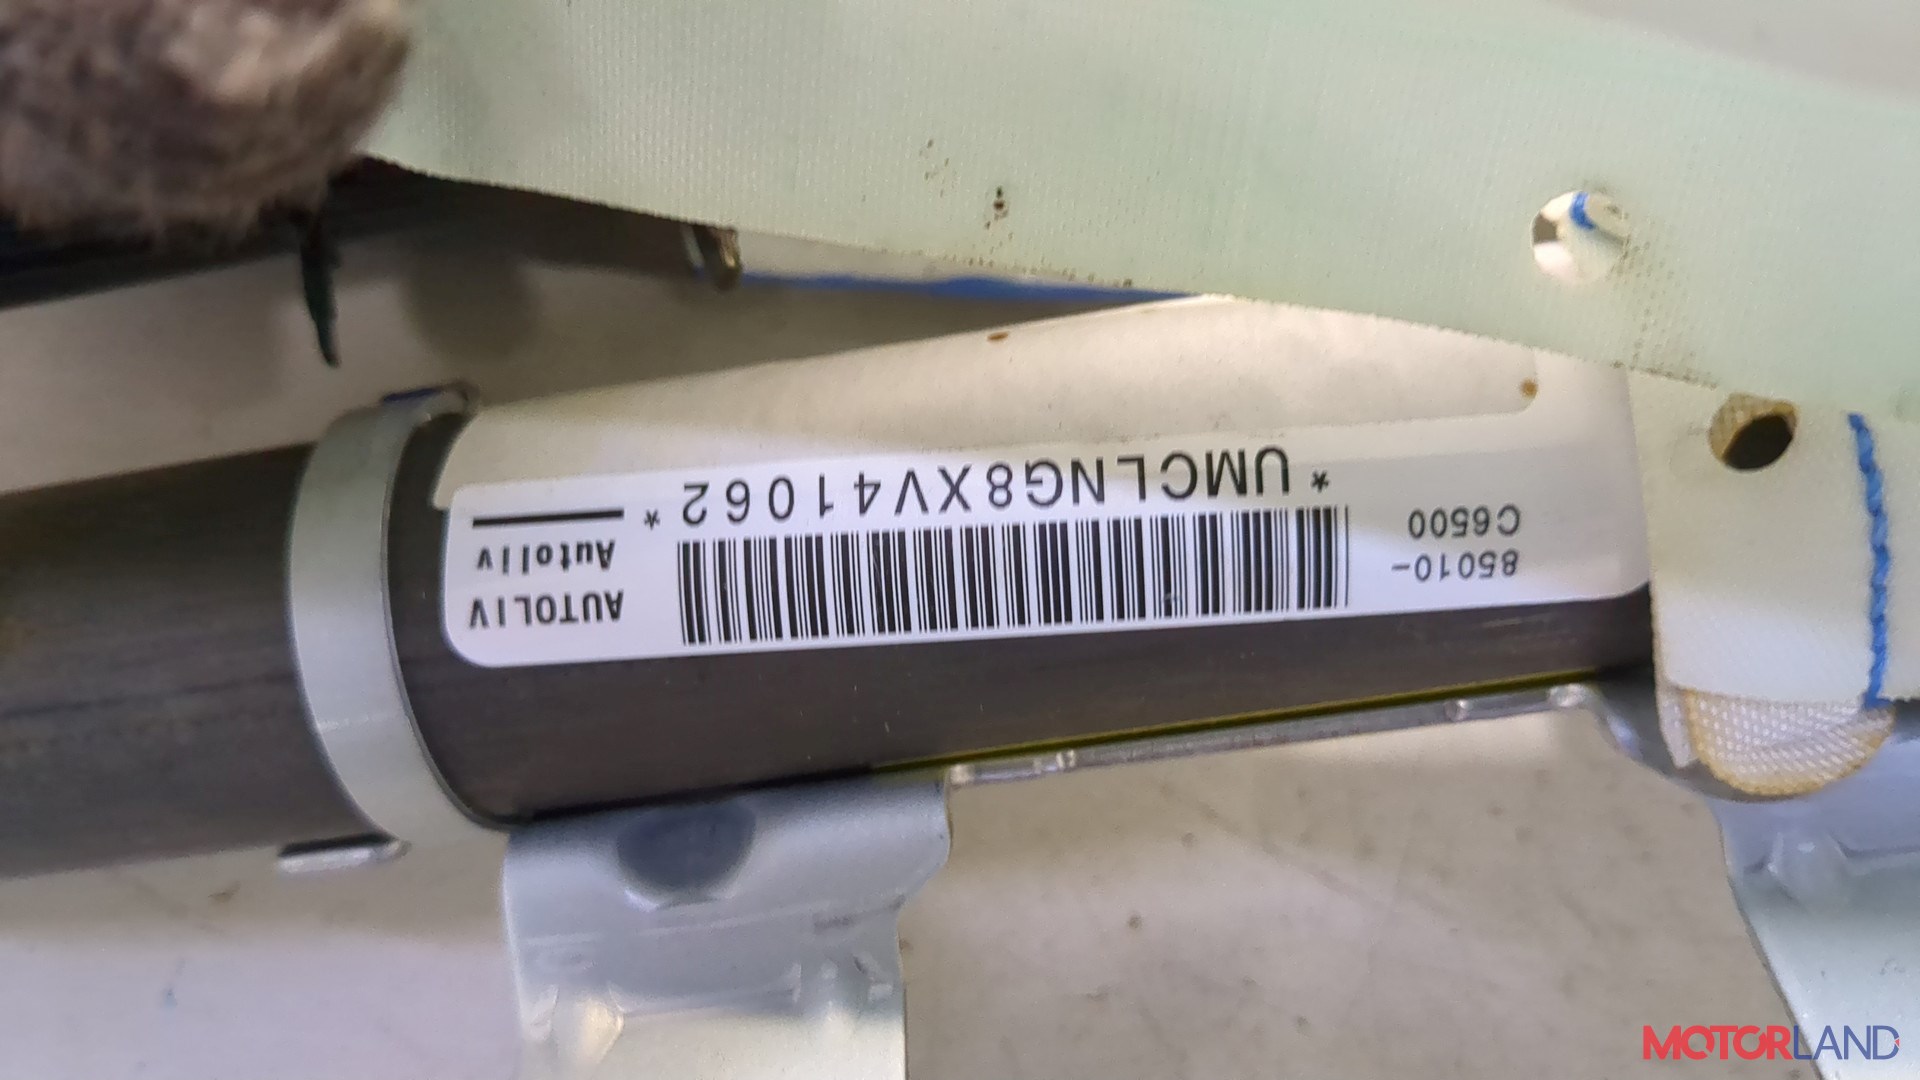 85010-
C6500
*UMCLNG8XV41062*
AUTOLIV
Autoliv
MOTORLAND